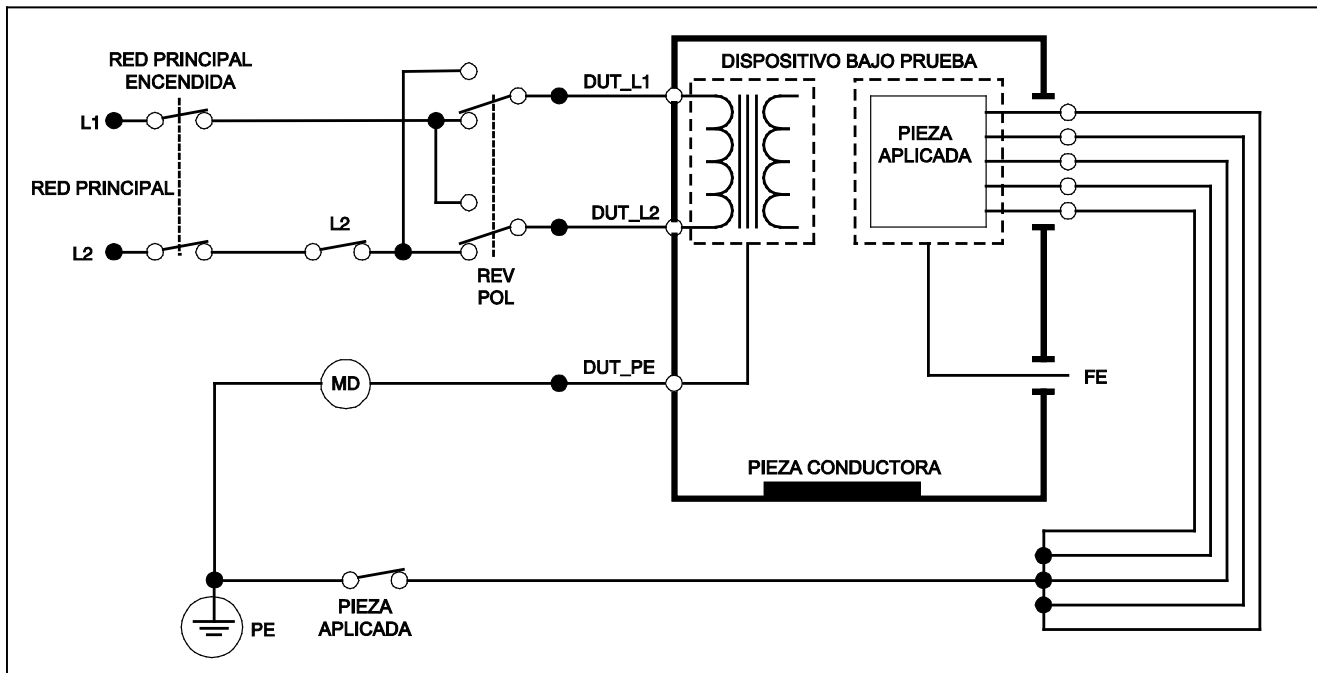 RED PRINCIPAL
ENCENDIDA
DISPOSITIVO BAJO PRUEBA
DUT_L1
L1
PIEZA
APLICADA
RED PRINCIPAL
L2
DUT_L2
L2
REV
POL
DUT_PE
MD
FE
PIEZA CONDUCTORA
PIEZA
APLICADA
PE